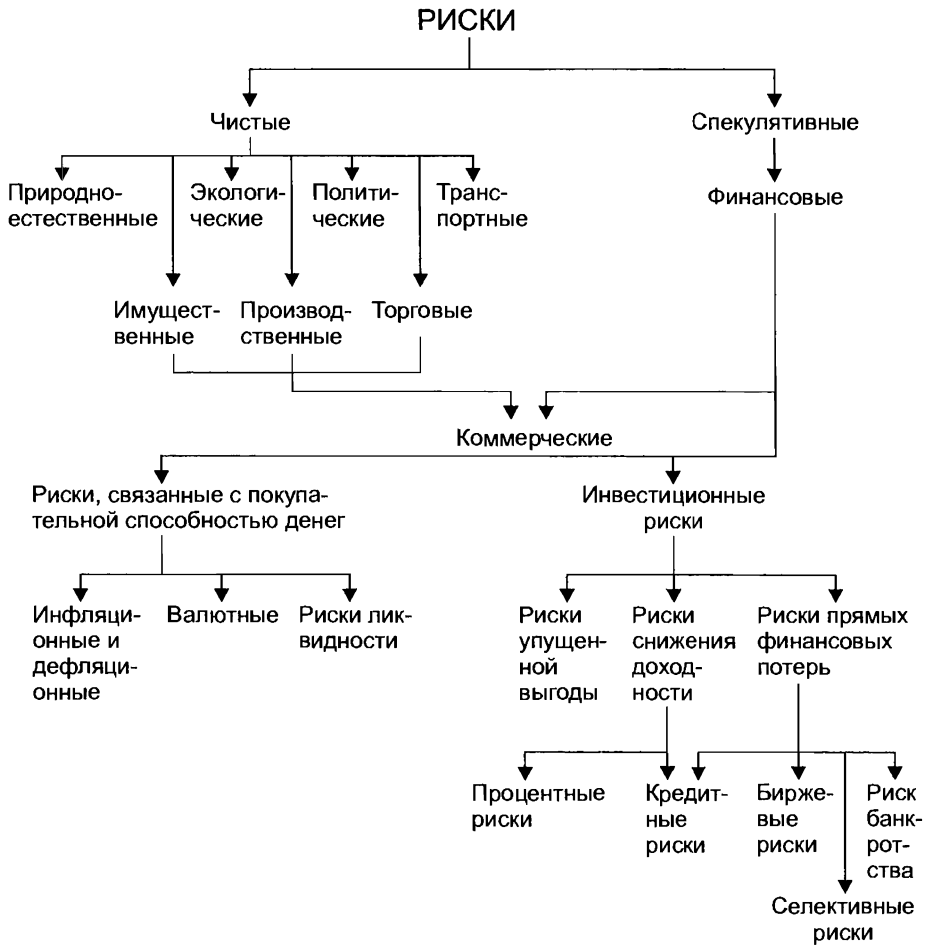 РИСКИ
Чистые
Спекулятивные
Природно-
естественные
Экологи-
ческие
Полити-
ческие
Транс-
портные
Финансовые
Имущест-
венные
Производ-
ственные
Торговые
Коммерческие
Риски, связанные с покупа-
тельной способностью денег
Инвестиционные
риски
Инфляци-
онные и
дефляци-
онные
Валютные
Риски лик-
видности
Риски
упущен-
ной
выгоды
Риски
снижения
доход-
ности
Риски прямых
финансовых
потерь
Процентные
риски
Кредит-
ные
риски
Бирже-
вые
риски
Риск
банк-
рот-
ства
Селективные
риски